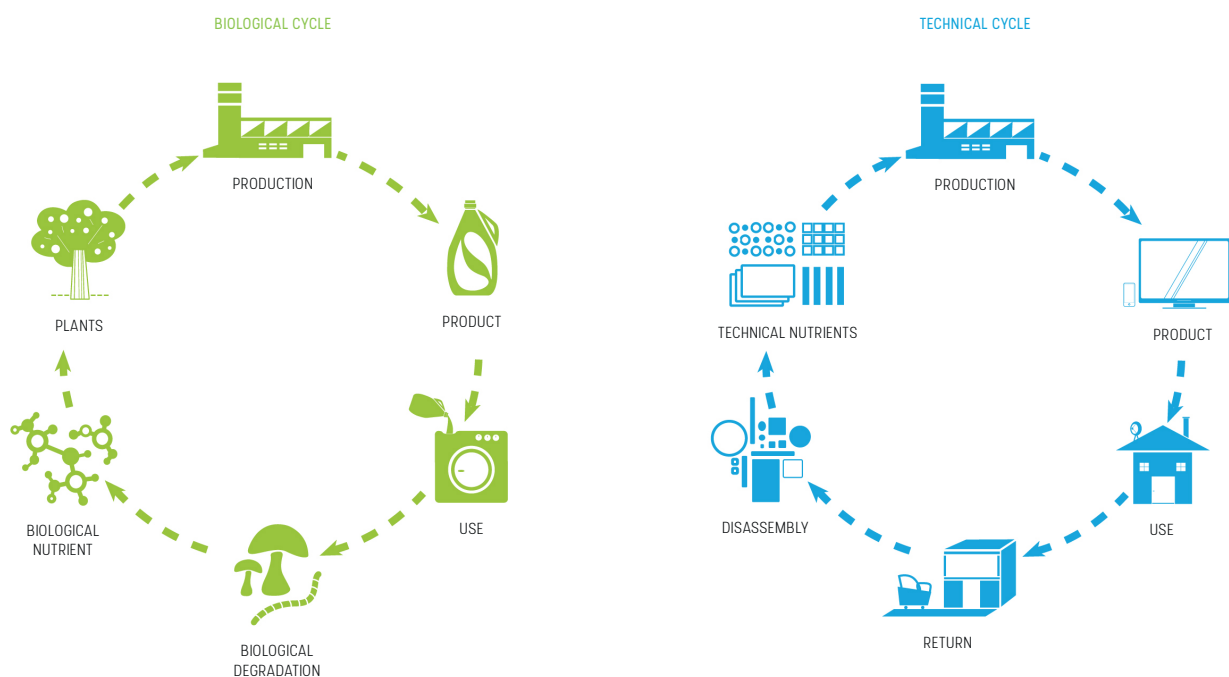 BIOLOGICAL CYCLE
PRODUCTION
PRODUCT
USE
BIOLOGICAL
DEGRADATION
BIOLOGICAL
NUTRIENT
PLANTS
TECHNICAL CYCLE
PRODUCTION
PRODUCT
USE
RETURN
DISASSEMBLY
TECHNICAL NUTRIENTS